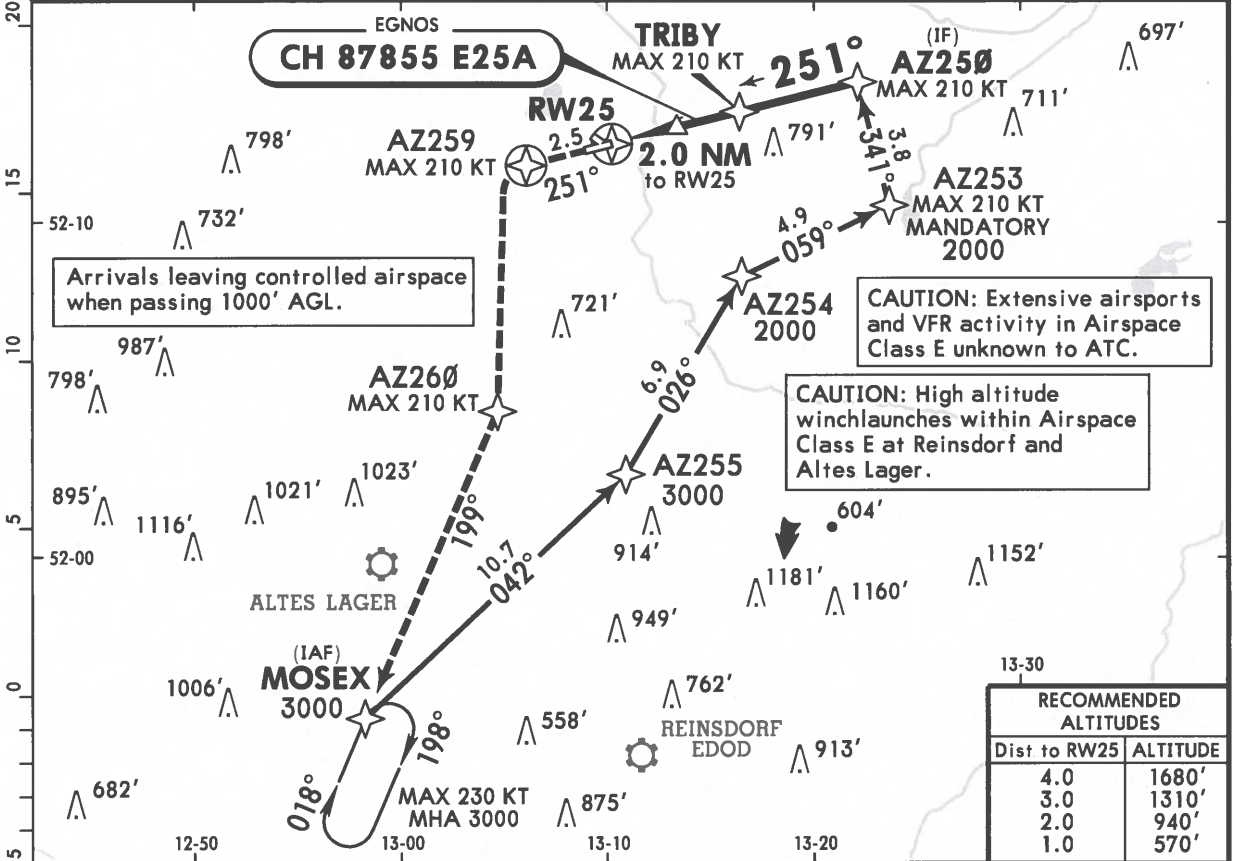 20
EGNOS
CH 87855 E25A
TRIBY
MAX 210 KT
251°
(IF)
AZ25Ø
MAX 210 KT
697'
711'
791'
RW25
2.5
251°
2.0 NM
to RW25
AZ259
MAX 210 KT
798'
341°
3.8
15
AZ253
MAX 210 KT
MANDATORY
2000
52-10
732'
4.9
059°
Arrivals leaving controlled airspace
when passing 1000' AGL.
721'
AZ254
2000
CAUTION: Extensive airsports
and VFR activity in Airspace
Class E unknown to ATC.
987'
10
798'
AZ26Ø
MAX 210 KT
6.9
026°
CAUTION: High altitude
winchlaunches within Airspace
Class E at Reinsdorf and
Altes Lager.
AZ255
3000
1023'
1021'
895'
1116'
199°
604'
5
52-00
914'
10.7
042°
1181'
1160'
1152'
ALTES LAGER
949'
(IAF)
MOSEX
3000
1006'
0
762'
13-30
558'
REINSDORF
EDOD
913'
198°
018°
682'
MAX 230 KT
MHA 3000
875'
5
12-50
13-00
13-10
13-20
RECOMMENDED
ALTITUDES
Dist to RW25 ALTITUDE
4.0 1680'
3.0 1310'
2.0 940'
1.0 570'